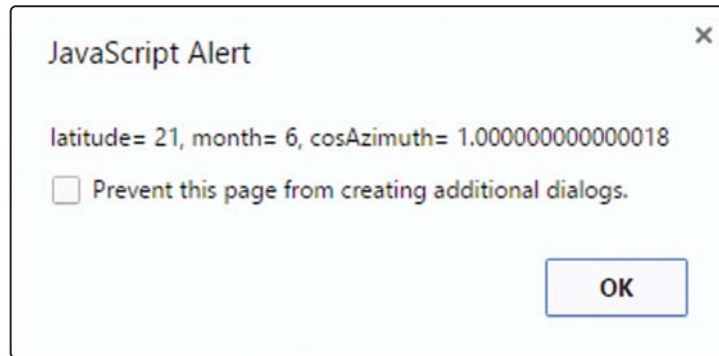 JavaScript Alert
latitude= 21, month= 6, cosAzimuth= 1.000000000000018
Prevent this page from creating additional dialogs.
OK